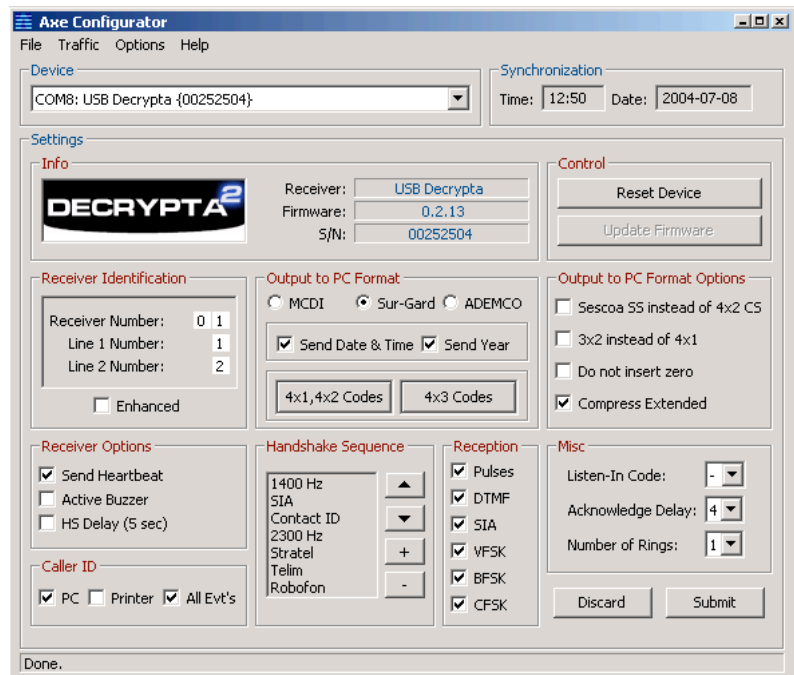 Axe Configurator
File Traffic Options Help
Device
COM8: USB Decrypta {00252504}
Synchronization
Time: 12:50 Date: 2004-07-08
Settings
Info
DECRYPTA2
Receiver: USB Decrypta
Firmware: 0.2.13
S/N: 00252504
Control
Reset Device
Update Firmware
Receiver Identification
Receiver Number: 0 1
Line 1 Number: 1
Line 2 Number: 2
Enhanced
Output to PC Format
MCDI Sur-Gard ADEMCO
Send Date & Time Send Year
4x1,4x2 Codes 4x3 Codes
Output to PC Format Options
Sescoa SS instead of 4x2 CS
3x2 instead of 4x1
Do not insert zero
Compress Extended
Receiver Options
Send Heartbeat
Active Buzzer
HS Delay (5 sec)
Caller ID
PC Printer All Evt's
Handshake Sequence
1400 Hz
SIA
Contact ID
2300 Hz
Stratel
Telim
Robofon
+
-
Reception
Pulses
DTMF
SIA
VFSK
BFSK
CFSK
Misc
Listen-In Code: -
Acknowledge Delay: 4
Number of Rings: 1
Discard Submit
Done.